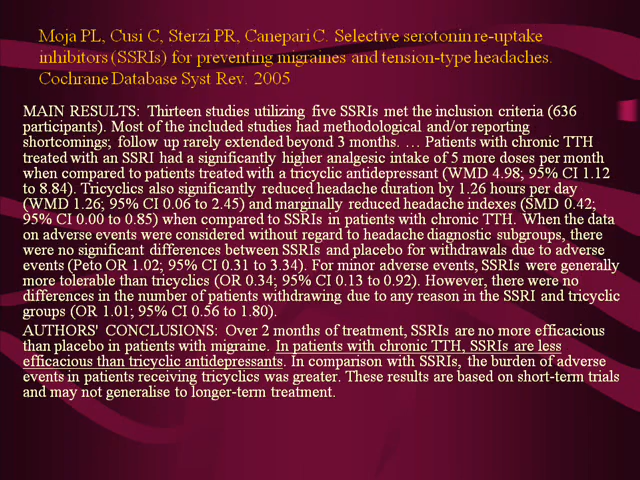 Moja PL, Cusi C, Sterzi PR, Canepari C. Selective serotonin re-uptake
inhibitors (SSRIs) for preventing migraines and tension-type headaches.
Cochrane Database Syst Rev. 2005
MAIN RESULTS: Thirteen studies utilizing five SSRIs met the inclusion criteria (636
participants). Most of the included studies had methodological and/or reporting
shortcomings; follow up rarely extended beyond 3 months. … Patients with chronic TTH
treated with an SSRI had a significantly higher analgesic intake of 5 more doses per month
when compared to patients treated with a tricyclic antidepressant (WMD 4.98; 95% CI 1.12
to 8.84). Tricyclics also significantly reduced headache duration by 1.26 hours per day
(WMD 1.26; 95% CI 0.06 to 2.45) and marginally reduced headache indexes (SMD 0.42;
95% CI 0.00 to 0.85) when compared to SSRIs in patients with chronic TTH. When the data
on adverse events were considered without regard to headache diagnostic subgroups, there
were no significant differences between SSRIs and placebo for withdrawals due to adverse
events (Peto OR 1.02; 95% CI 0.31 to 3.34). For minor adverse events, SSRIs were generally
more tolerable than tricyclics (OR 0.34; 95% CI 0.13 to 0.92). However, there were no
differences in the number of patients withdrawing due to any reason in the SSRI and tricyclic
groups (OR 1.01; 95% CI 0.56 to 1.80).
AUTHORS' CONCLUSIONS: Over 2 months of treatment, SSRIs are no more efficacious
than placebo in patients with migraine. In patients with chronic TTH, SSRIs are less
efficacious than tricyclic antidepressants. In comparison with SSRIs, the burden of adverse
events in patients receiving tricyclics was greater. These results are based on short-term trials
and may not generalise to longer-term treatment.